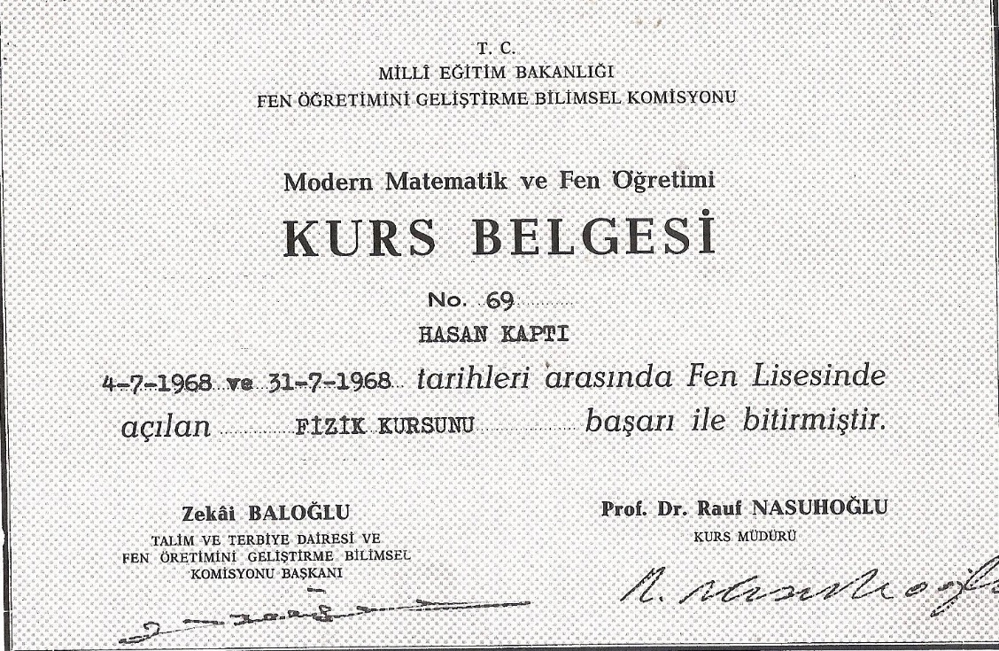 T. C.
MİLLÎ EĞİTİM BAKANLIĞI
FEN ÖĞRETİMİNİ GELİŞTİRME BİLİMSEL KOMİSYONU
Modern Matematik ve Fen Öğretimi
KURS BELGESİ
No. 69
HASAN KAPTI
4-7-1968 ve 31-7-1968 tarihleri arasında Fen Lisesinde
açılan FİZİK KURSUNU başarı ile bitirmiştir.
Zekâi BALOĞLU
TALİM VE TERBİYE DAİRESİ VE
FEN ÖRETİMİNİ GELİŞTİRME BİLİMSEL
KOMİSYONU BAŞKANI
Prof. Dr. Rauf NASUHOĞLU
KURS MÜDÜRÜ
R. Nasuhoğl